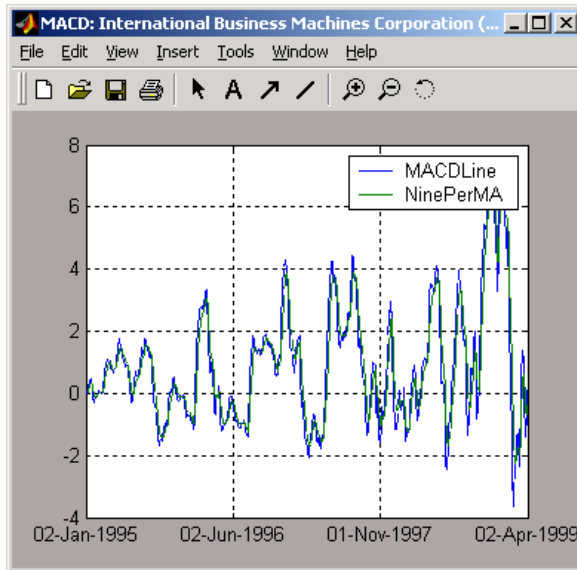 MACD: International Business Machines Corporation (...
File Edit View Insert Tools Window Help
A
MACDLine
NinePerMA
8
6
4
2
0
-2
-4
02-Jan-1995 02-Jun-1996 01-Nov-1997 02-Apr-1999